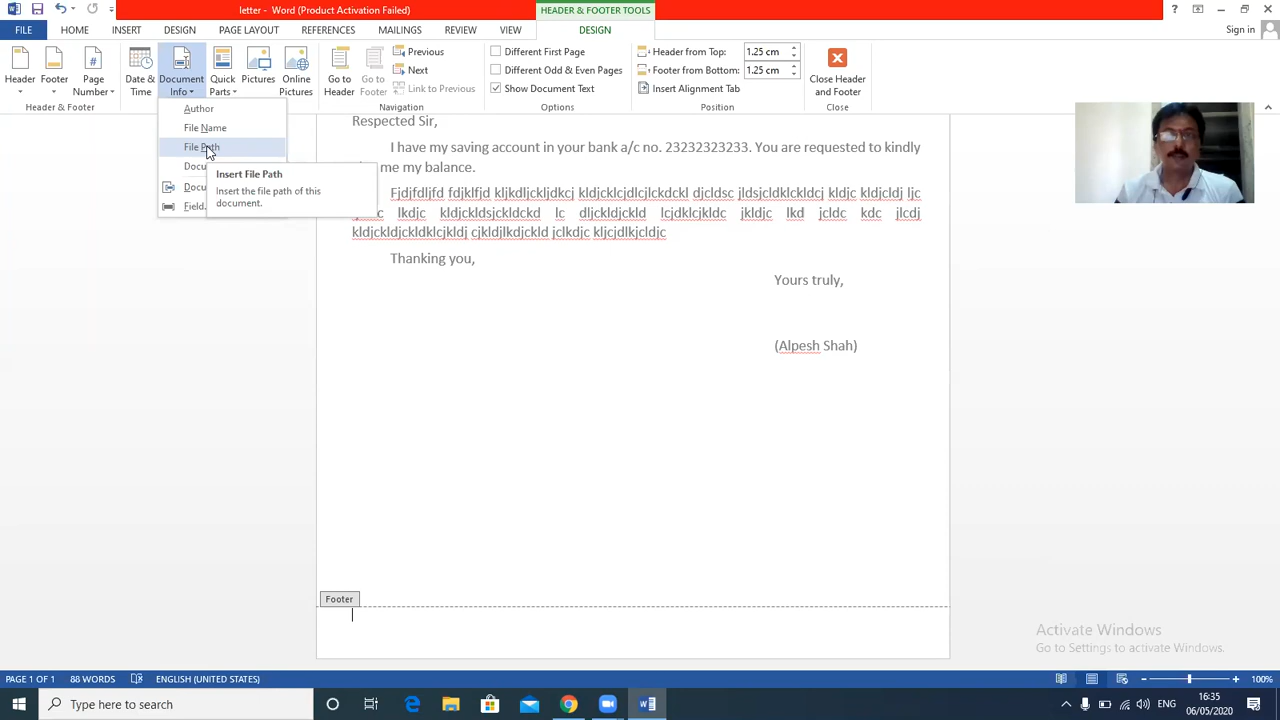 letter - Word (Product Activation Failed)
HEADER & FOOTER TOOLS
Sign in
FILE HOME INSERT DESIGN PAGE LAYOUT REFERENCES MAILINGS REVIEW VIEW DESIGN
Header Footer Page Number
Header & Footer
Date & Time Document Info Quick Parts Pictures Online Pictures
Go to Header Go to Footer
Previous
Next
Link to Previous
Navigation
Different First Page
Different Odd & Even Pages
Show Document Text
Options
Header from Top: 1.25 cm
Footer from Bottom: 1.25 cm
Insert Alignment Tab
Position
Close Header and Footer
Close
Author
File Name
File Path
Docu
Docu
Field.
Insert File Path
Insert the file path of this
document.
Respected Sir,
I have my saving account in your bank a/c no. 23232323233. You are requested to kindly
me my balance.
Fjdjfdljfd fdjklfjd kljkdljckljdkcj kldjcklcjdlcjlckdckl djcldsc jldsjcldklckldcj kldjc kldjcldj ljc
lkdjc kldjckldsjckldckd lc dljckldjckld lcjdklcjkldc jkldjc lkd jcldc kdc jlcdj
kldjckldjckldklcjkldj cjkldjlkdjckld jclkdjc kljcjdlkjcldjc
Thanking you,
Yours truly,
(Alpesh Shah)
Footer
Activate Windows
Go to Settings to activate Windows.
PAGE 1 OF 1 88 WORDS ENGLISH (UNITED STATES) 100%
Type here to search
ENG
16:35
06/05/2020